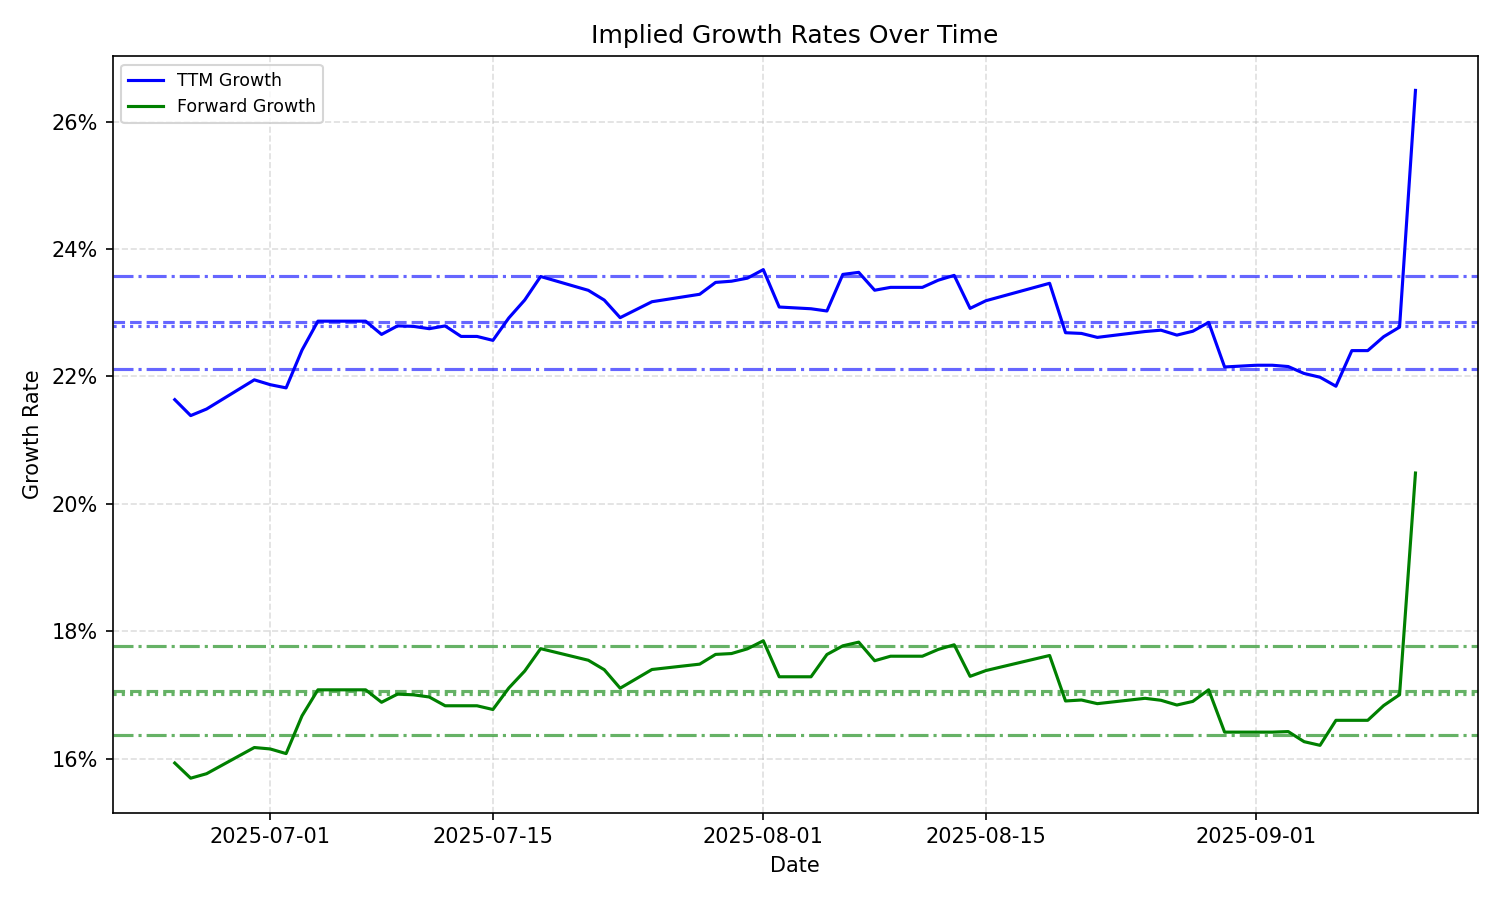 Implied Growth Rates Over Time
TTM Growth
Forward Growth
26%
24%
22%
20%
18%
16%
Growth Rate
2025-07-01
2025-07-15
2025-08-01
2025-08-15
2025-09-01
Date